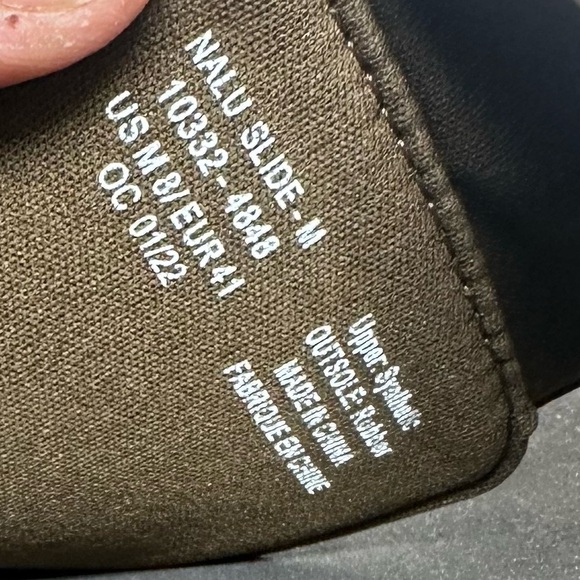 NALU SLIDE - M
10332 - 4848
US M 8/ EUR 41
OC 01/22
Upper: Synthetic
OUTSOLE: Rubber
MADE IN CHINA
FABRIQUE EN CHINE